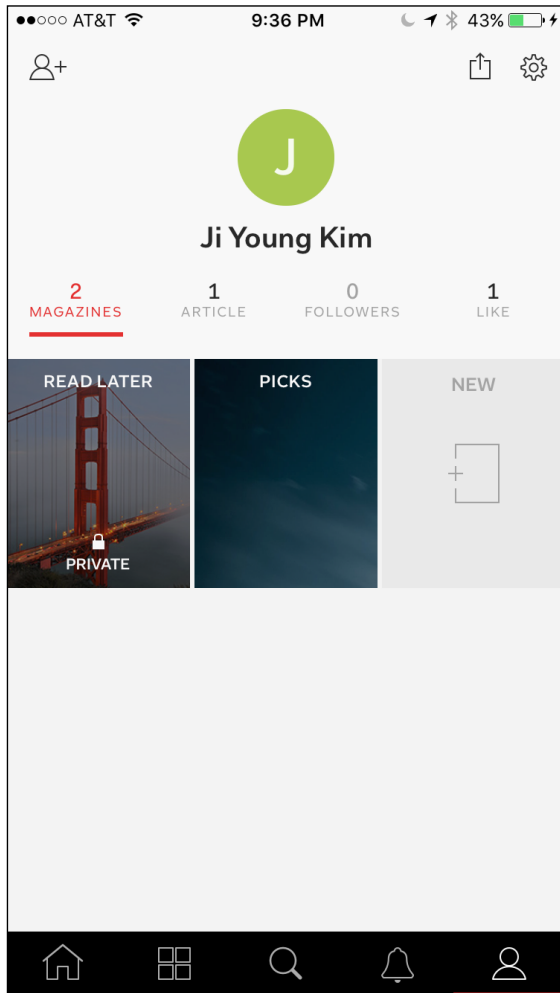 AT&T 9:36 PM 43%
J
Ji Young Kim
2 1 0 1
MAGAZINES ARTICLE FOLLOWERS LIKE
READ LATER PICKS NEW
PRIVATE